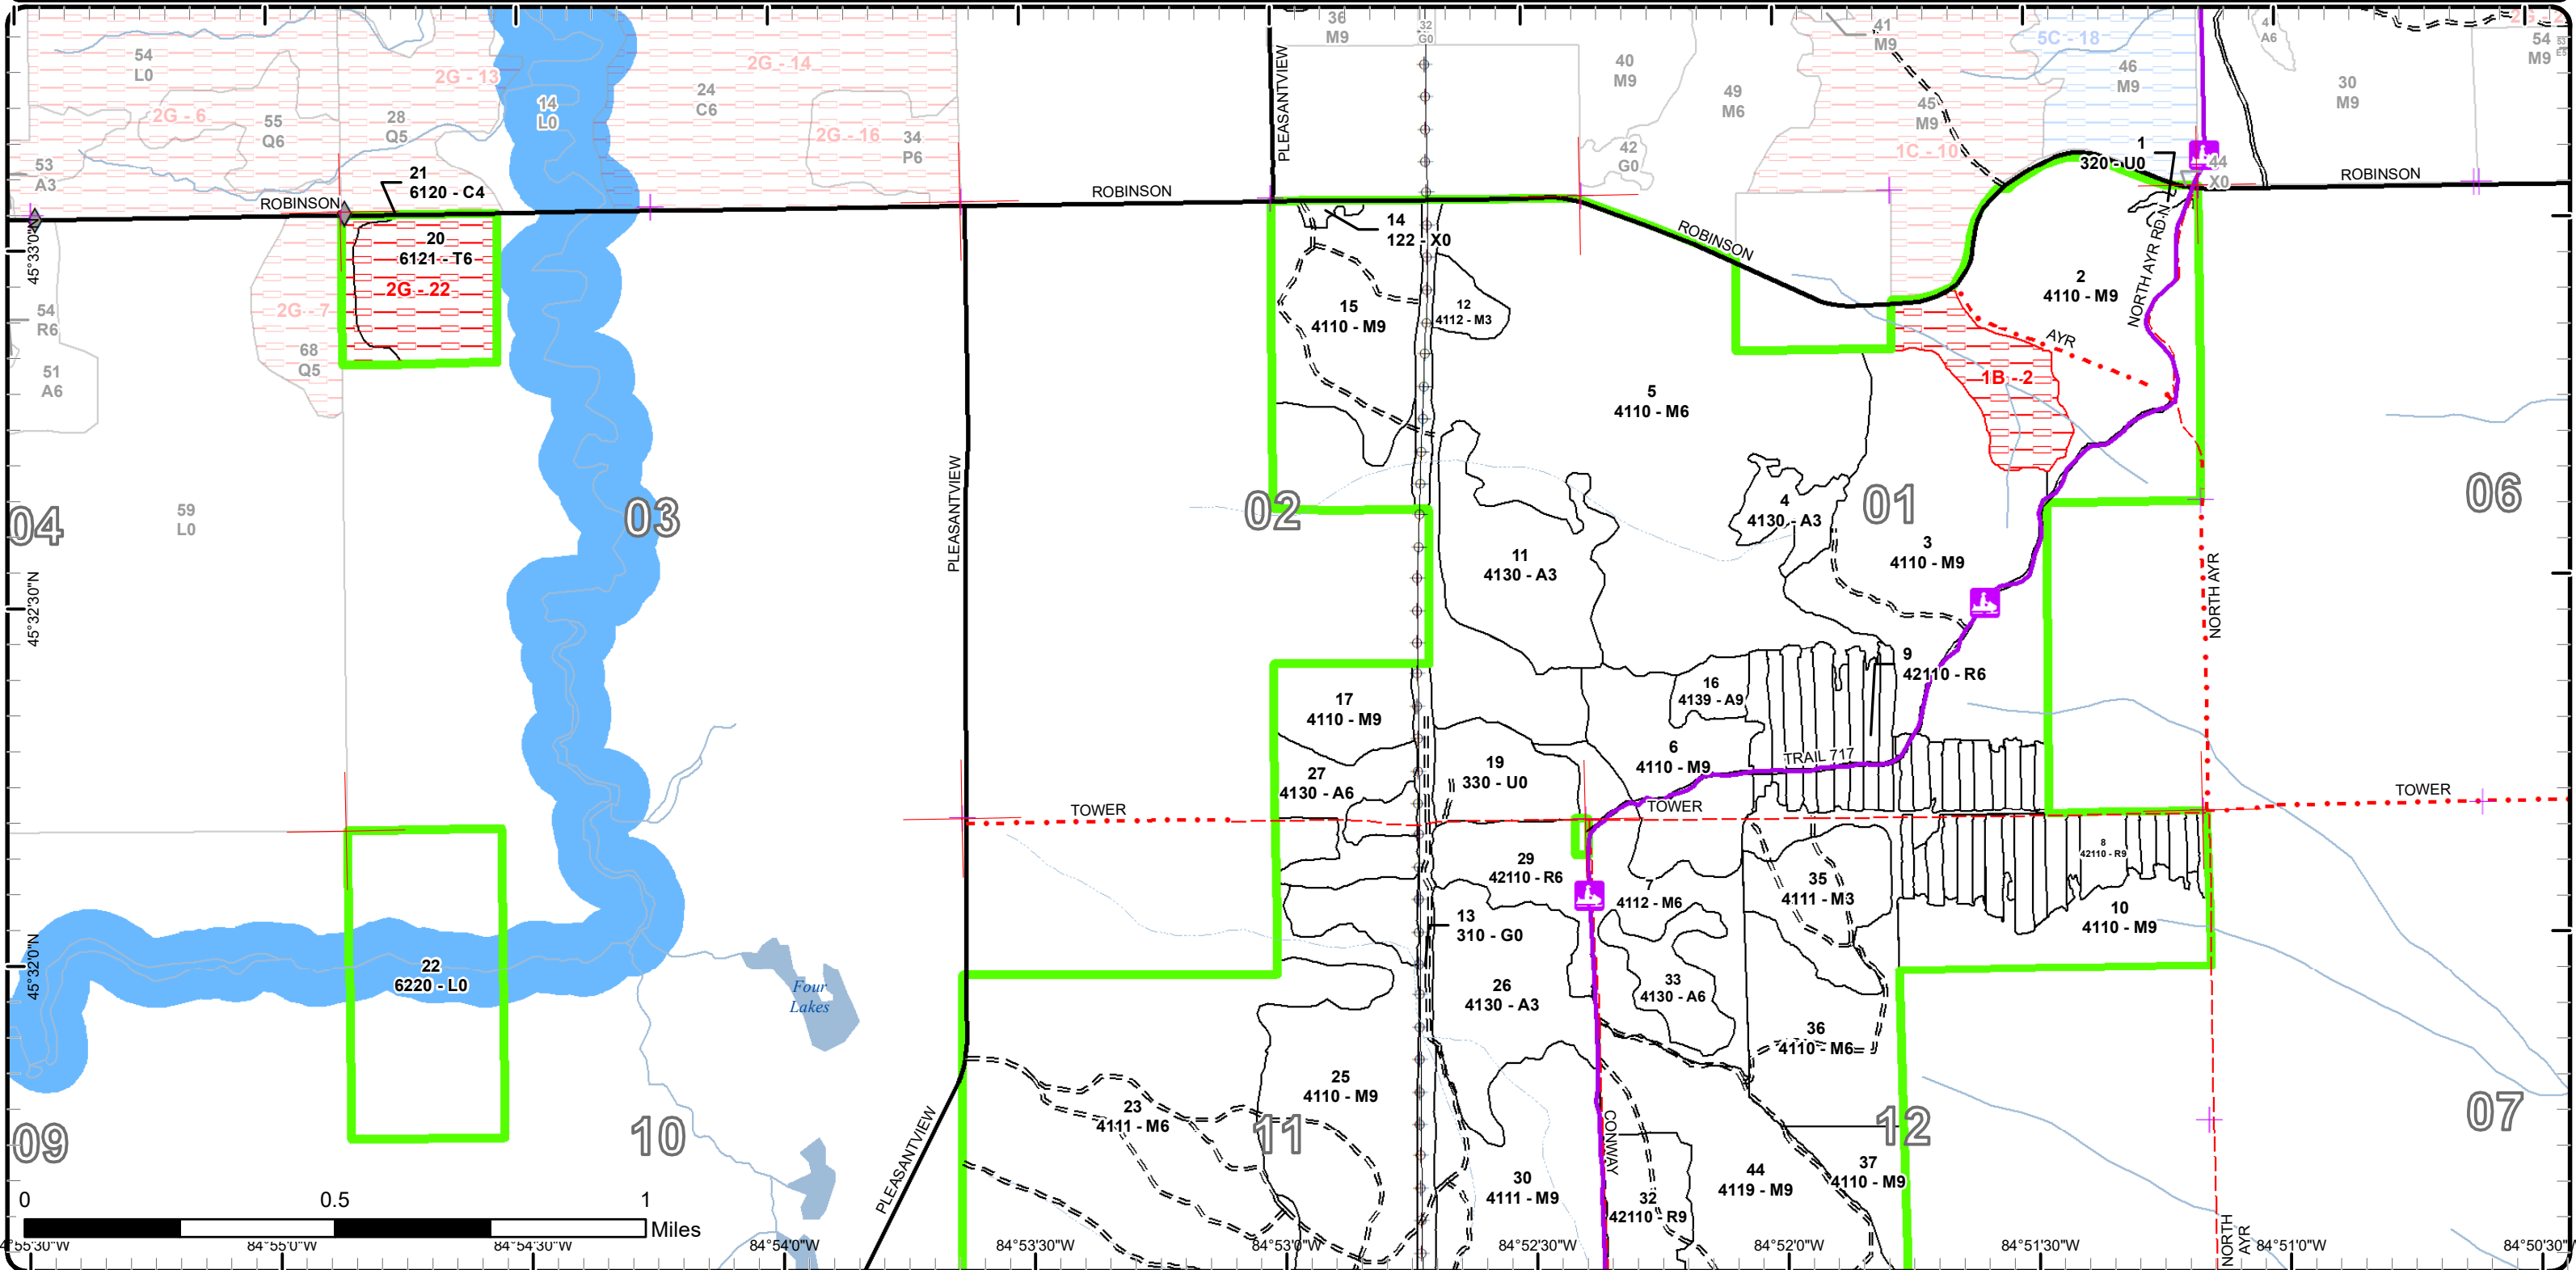 36
M9
32
G0
41
M9
5C - 18
4
A6
2G - 2
54
M9
54
L0
2G - 13
2G - 14
40
M9
46
M9
30
M9
14
L0
24
C6
49
M6
45
M9
2G - 6
55
Q6
28
Q5
2G - 16
34
P6
PLEASANTVIEW
42
G0
1C - 10
1
320 - U0
44
X0
53
A3
21
6120 - C4
ROBINSON
ROBINSON
ROBINSON
ROBINSON
20
6121 - T6
2G - 22
2G - 7
14
122 - X0
45°33'0"N
54
R6
68
Q5
51
A6
15
4110 - M9
12
4112 - M3
2
4110 - M9
NORTH AYR RD N
AYR
1B - 2
5
4110 - M6
PLEASANTVIEW
04
59
L0
03
02
4
4130 - A3
01
06
11
4130 - A3
3
4110 - M9
45°32'30"N
NORTH AYR
9
42110 - R6
17
4110 - M9
16
4139 - A9
6
4110 - M9
TRAIL 717
19
330 - U0
27
4130 - A6
TOWER
TOWER
TOWER
29
42110 - R6
7
4112 - M6
35
4111 - M3
8
42110 - R9
10
4110 - M9
13
310 - G0
45°32'0"N
22
6220 - L0
Four
Lakes
26
4130 - A3
33
4130 - A6
36
4110 - M6
25
4110 - M9
23
4111 - M6
09
10
11
12
07
PLEASANTVIEW
CONWAY
30
4111 - M9
32
42110 - R9
44
4119 - M9
37
4110 - M9
NORTH
AYR
0 0.5 1
Miles
4°55'30"W 84°55'0"W 84°54'30"W 84°54'0"W 84°53'30"W 84°53'0"W 84°52'30"W 84°52'0"W 84°51'30"W 84°51'0"W 84°50'30"W